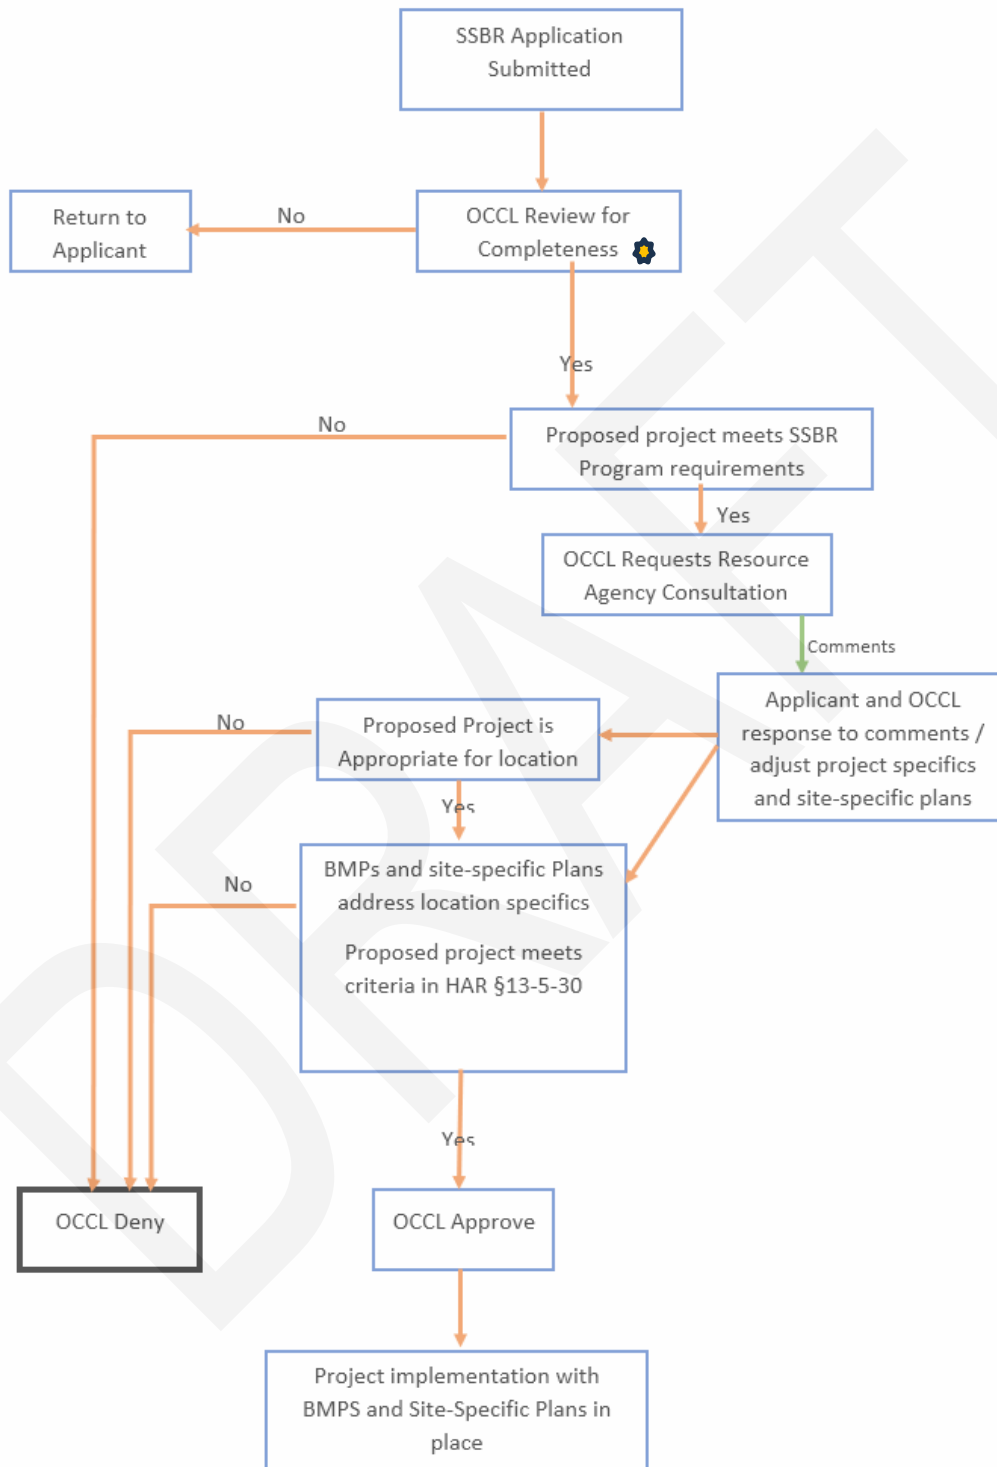 SSBR Application
Submitted
Return to
Applicant
No
OCCL Review for
Completeness
Yes
No
Proposed project meets SSBR
Program requirements
Yes
OCCL Requests Resource
Agency Consultation
Comments
Applicant and OCCL
response to comments /
adjust project specifics
and site-specific plans
No
Proposed Project is
Appropriate for location
Yes
No
BMPs and site-specific Plans
address location specifics
Proposed project meets
criteria in HAR §13-5-30
Yes
OCCL Deny
OCCL Approve
Project implementation with
BMPS and Site-Specific Plans in
place
DRAFT